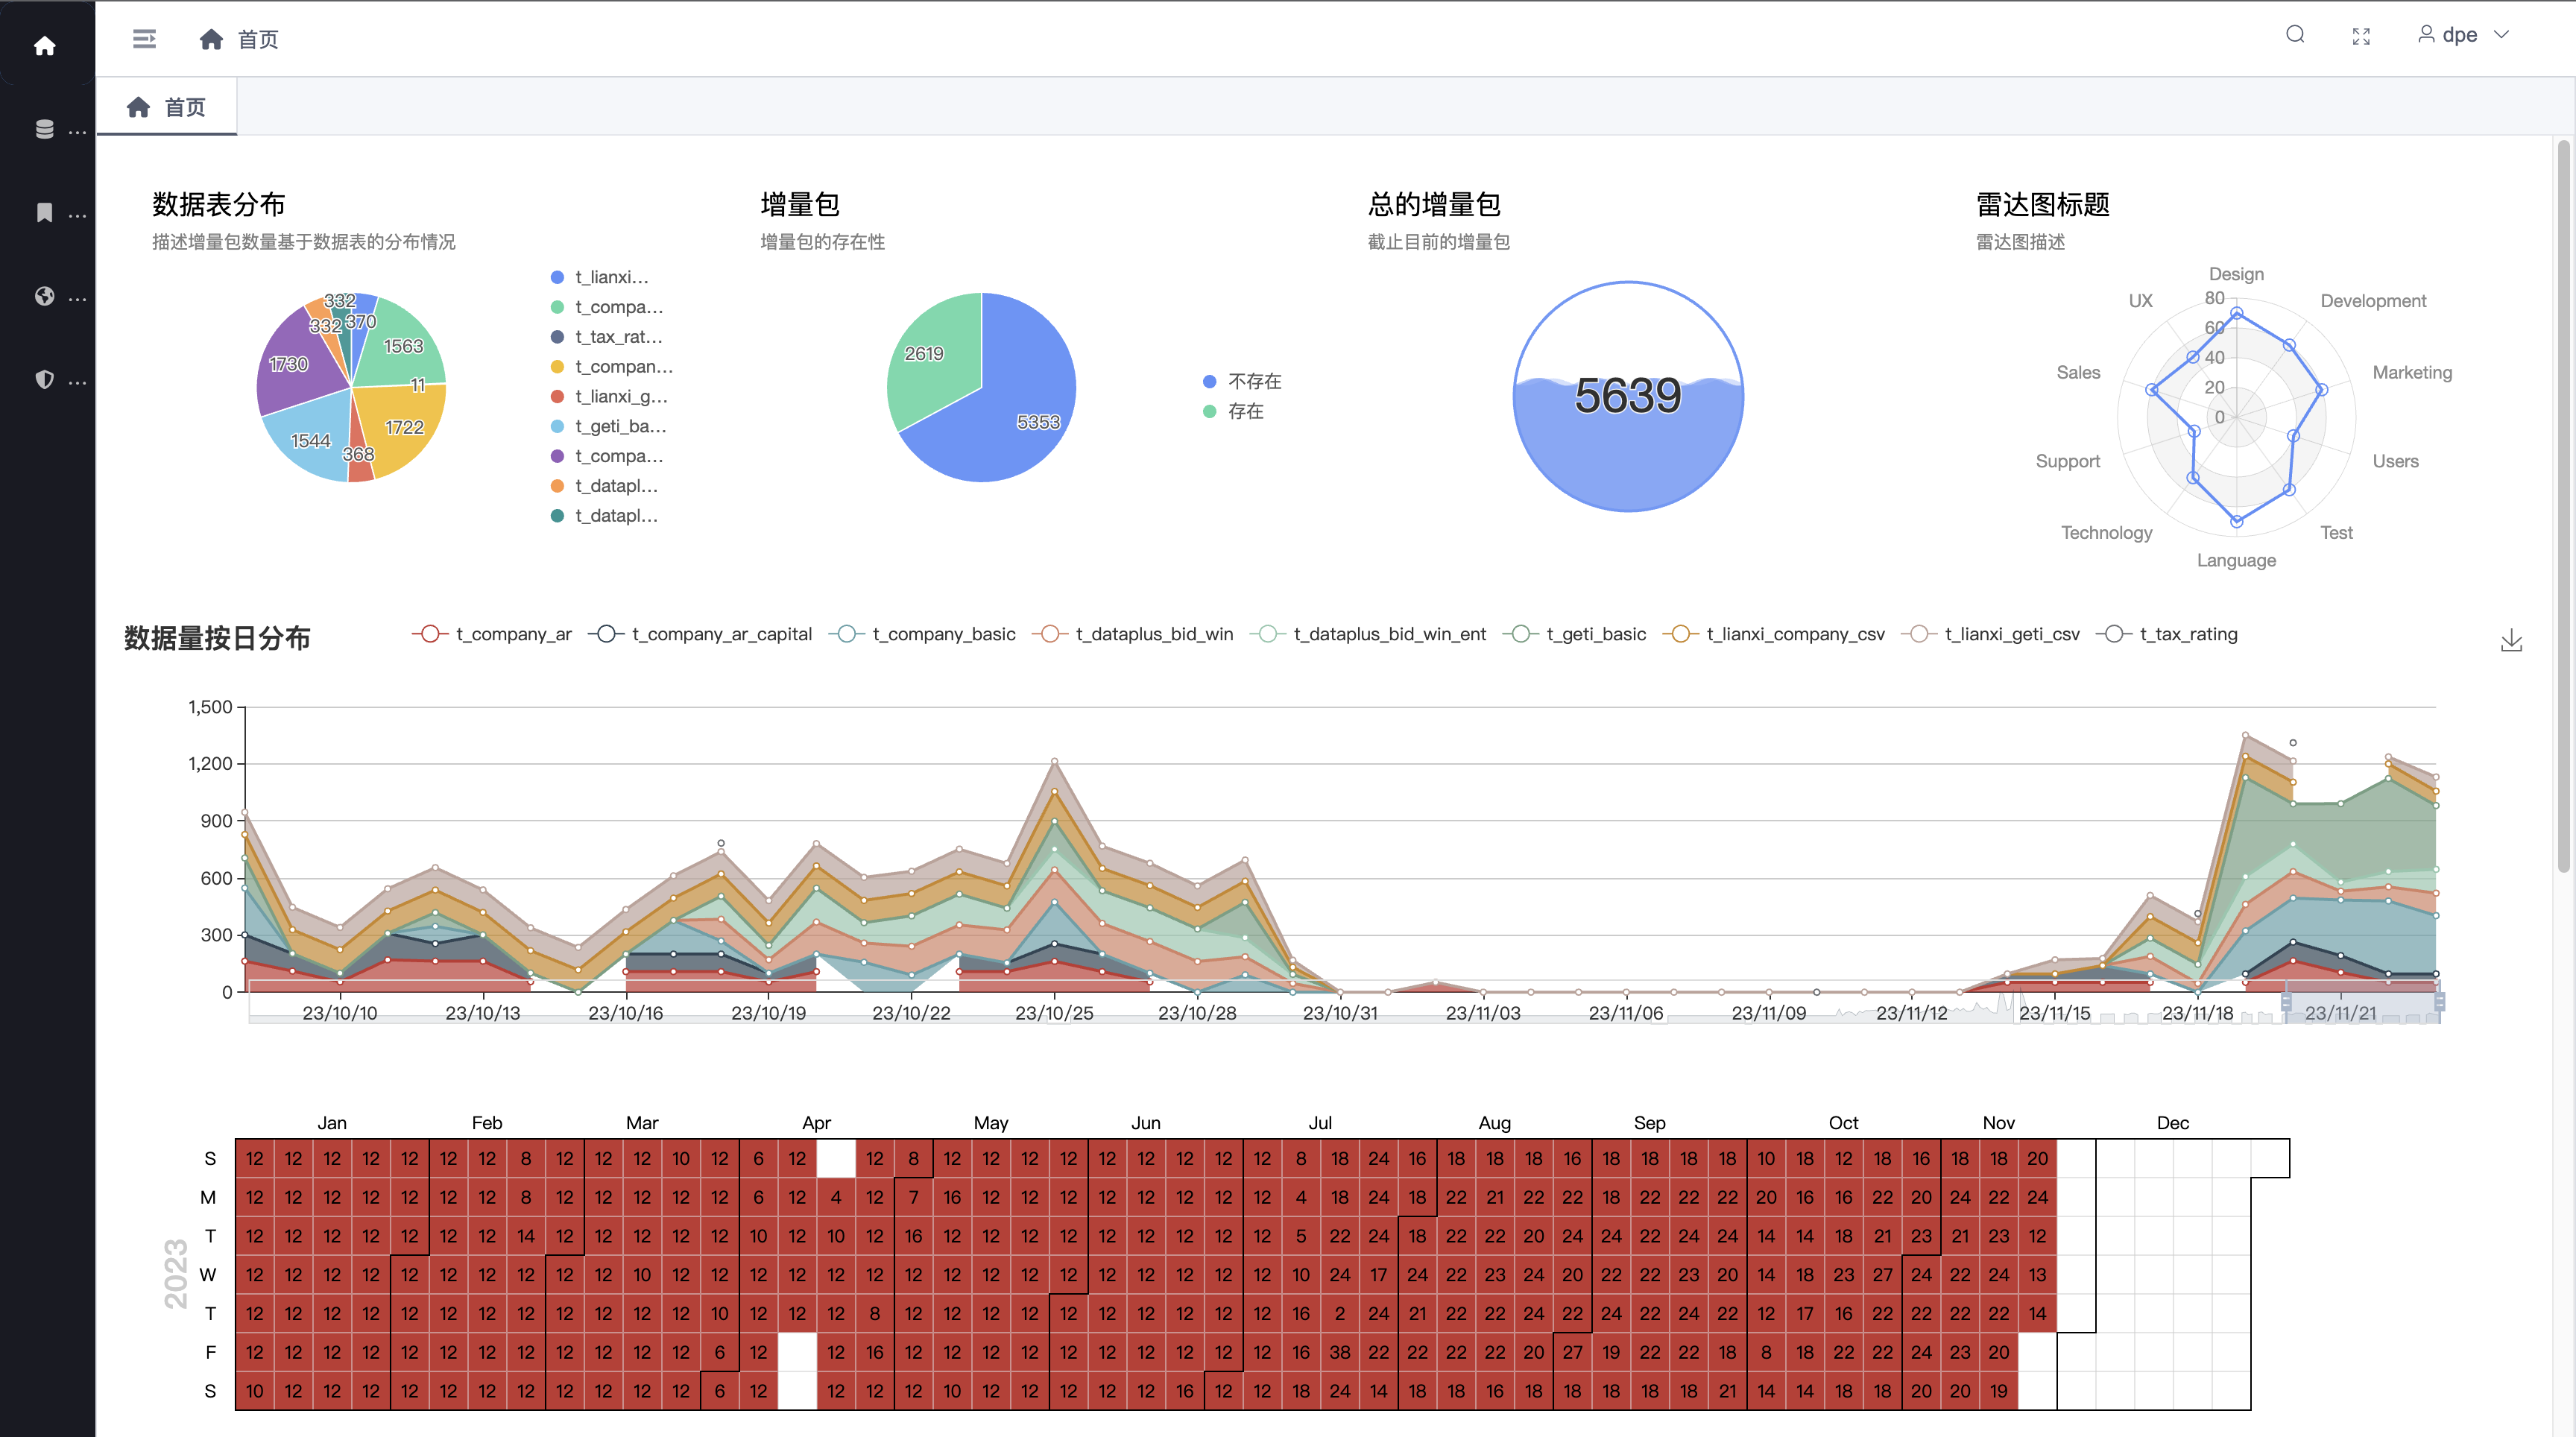 首页
dpe
首页
...
...
...
...
数据表分布
描述增量包数量基于数据表的分布情况
332
370
332
1563
1730
11
1722
1544
368
t_lianxi...
t_compa...
t_tax_rat...
t_compan...
t_lianxi_g...
t_geti_ba...
t_compa...
t_datapl...
t_datapl...
增量包
增量包的存在性
2619
5353
不存在
存在
总的增量包
截止目前的增量包
5639
雷达图标题
雷达图描述
Design
UX
80
Development
60
40
Sales
Marketing
20
0
Support
Users
Technology
Test
Language
数据量按日分布
t_company_ar t_company_ar_capital t_company_basic t_dataplus_bid_win t_dataplus_bid_win_ent t_geti_basic t_lianxi_company_csv t_lianxi_geti_csv t_tax_rating
1,500
1,200
900
600
300
0
23/10/10 23/10/13 23/10/16 23/10/19 23/10/22 23/10/25 23/10/28 23/10/31 23/11/03 23/11/06 23/11/09 23/11/12 23/11/15 23/11/18 23/11/21
Jan Feb Mar Apr May Jun Jul Aug Sep Oct Nov Dec
2023
S 12 12 12 12 12 12 12 8 12 12 12 10 12 6 12 12 8 12 12 12 12 12 12 12 12 12 8 18 24 16 18 18 18 16 18 18 18 18 10 18 12 18 16 18 18 20
M 12 12 12 12 12 12 12 8 12 12 12 12 12 6 12 4 12 7 16 12 12 12 12 12 12 12 12 4 18 24 18 22 21 22 22 18 22 22 22 20 16 16 22 20 24 22 24
T 12 12 12 12 12 12 12 14 12 12 12 12 12 10 12 10 12 16 12 12 12 12 12 12 12 12 12 5 22 24 18 22 22 20 24 24 22 24 24 14 14 18 21 23 21 23 12
W 12 12 12 12 12 12 12 12 12 12 10 12 12 12 12 12 12 12 12 12 12 12 12 12 12 12 12 10 24 17 24 22 23 24 20 22 22 23 20 14 18 23 27 24 22 24 13
T 12 12 12 12 12 12 12 12 12 12 12 12 10 12 12 12 8 12 12 12 12 12 12 12 12 12 12 16 2 24 21 22 22 24 22 24 22 24 22 12 17 16 22 22 22 22 14
F 12 12 12 12 12 12 12 12 12 12 12 12 6 12 12 16 12 12 12 12 12 12 12 12 12 12 16 38 22 22 22 22 20 27 19 22 22 18 8 18 22 22 24 23 20
S 10 12 12 12 12 12 12 12 12 12 12 12 6 12 12 12 12 10 12 12 12 12 12 16 12 12 18 24 14 18 18 16 18 18 18 18 18 21 14 14 18 18 20 20 19